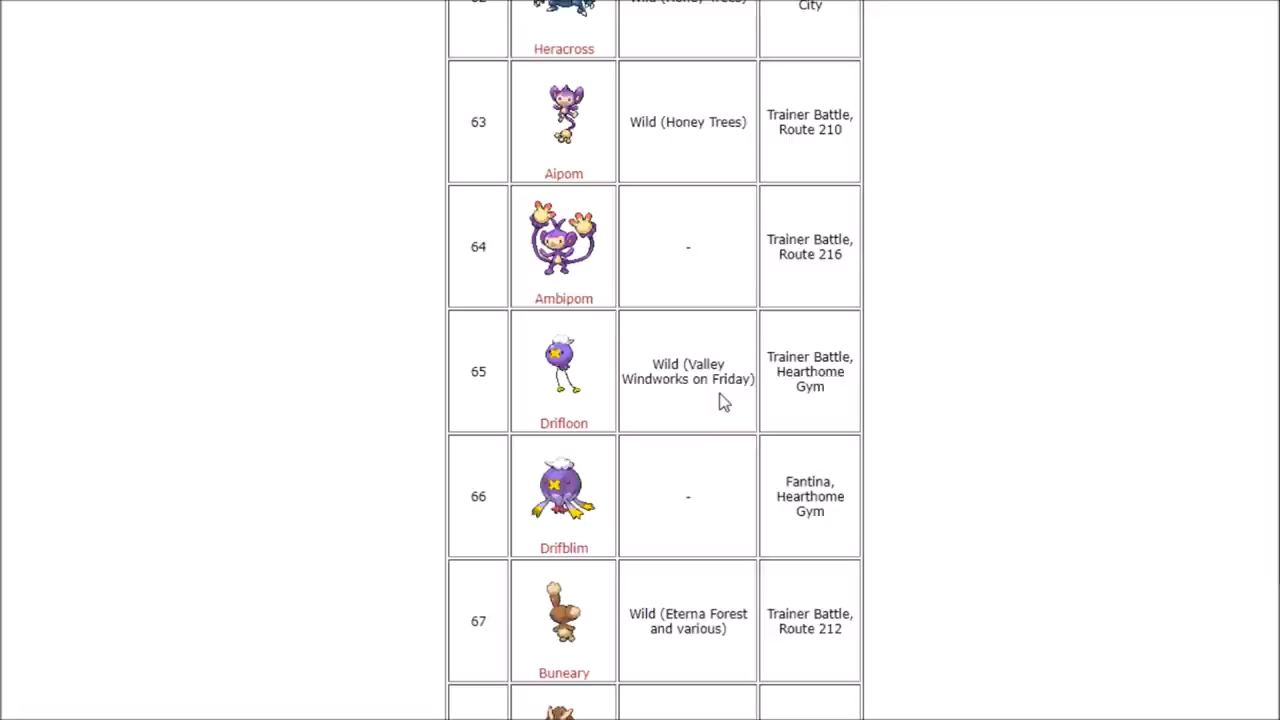 City
Heracross
63
Wild (Honey Trees)
Trainer Battle,
Route 210
Aipom
64
-
Trainer Battle,
Route 216
Ambipom
65
Wild (Valley
Windworks on Friday)
Trainer Battle,
Hearthome
Gym
Drifloon
66
-
Fantina,
Hearthome
Gym
Drifblim
67
Wild (Eterna Forest
and various)
Trainer Battle,
Route 212
Buneary